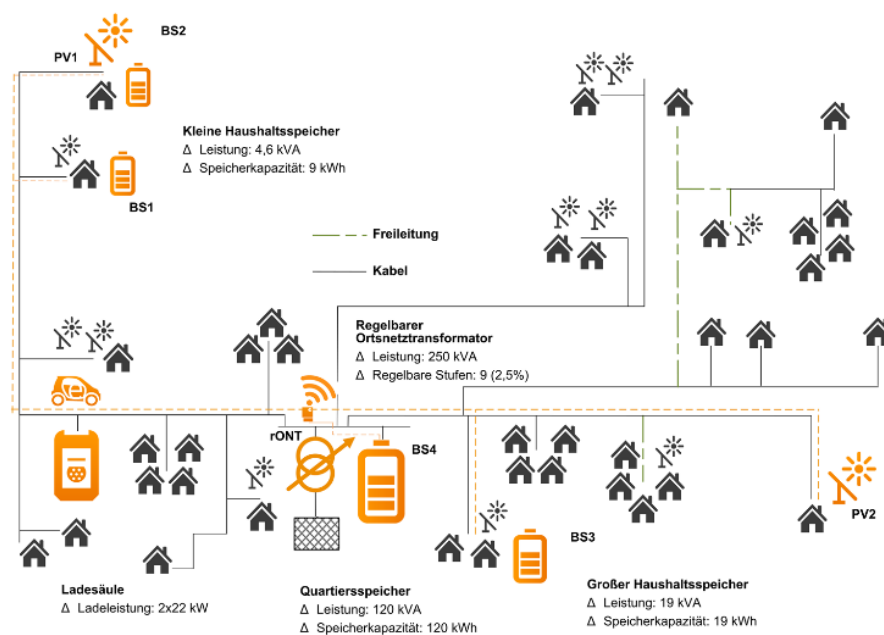 BS2
PV1
Kleine Haushaltsspeicher
Δ Leistung: 4,6 kVA
Δ Speicherkapazität: 9 kWh
BS1
Freileitung
Kabel
Regelbarer
Ortsnetztransformator
Δ Leistung: 250 kVA
Δ Regelbare Stufen: 9 (2,5%)
rONT
BS4
PV2
BS3
Ladesäule
Δ Ladeleistung: 2x22 kW
Quartiersspeicher
Δ Leistung: 120 kVA
Δ Speicherkapazität: 120 kWh
Großer Haushaltsspeicher
Δ Leistung: 19 kVA
Δ Speicherkapazität: 19 kWh